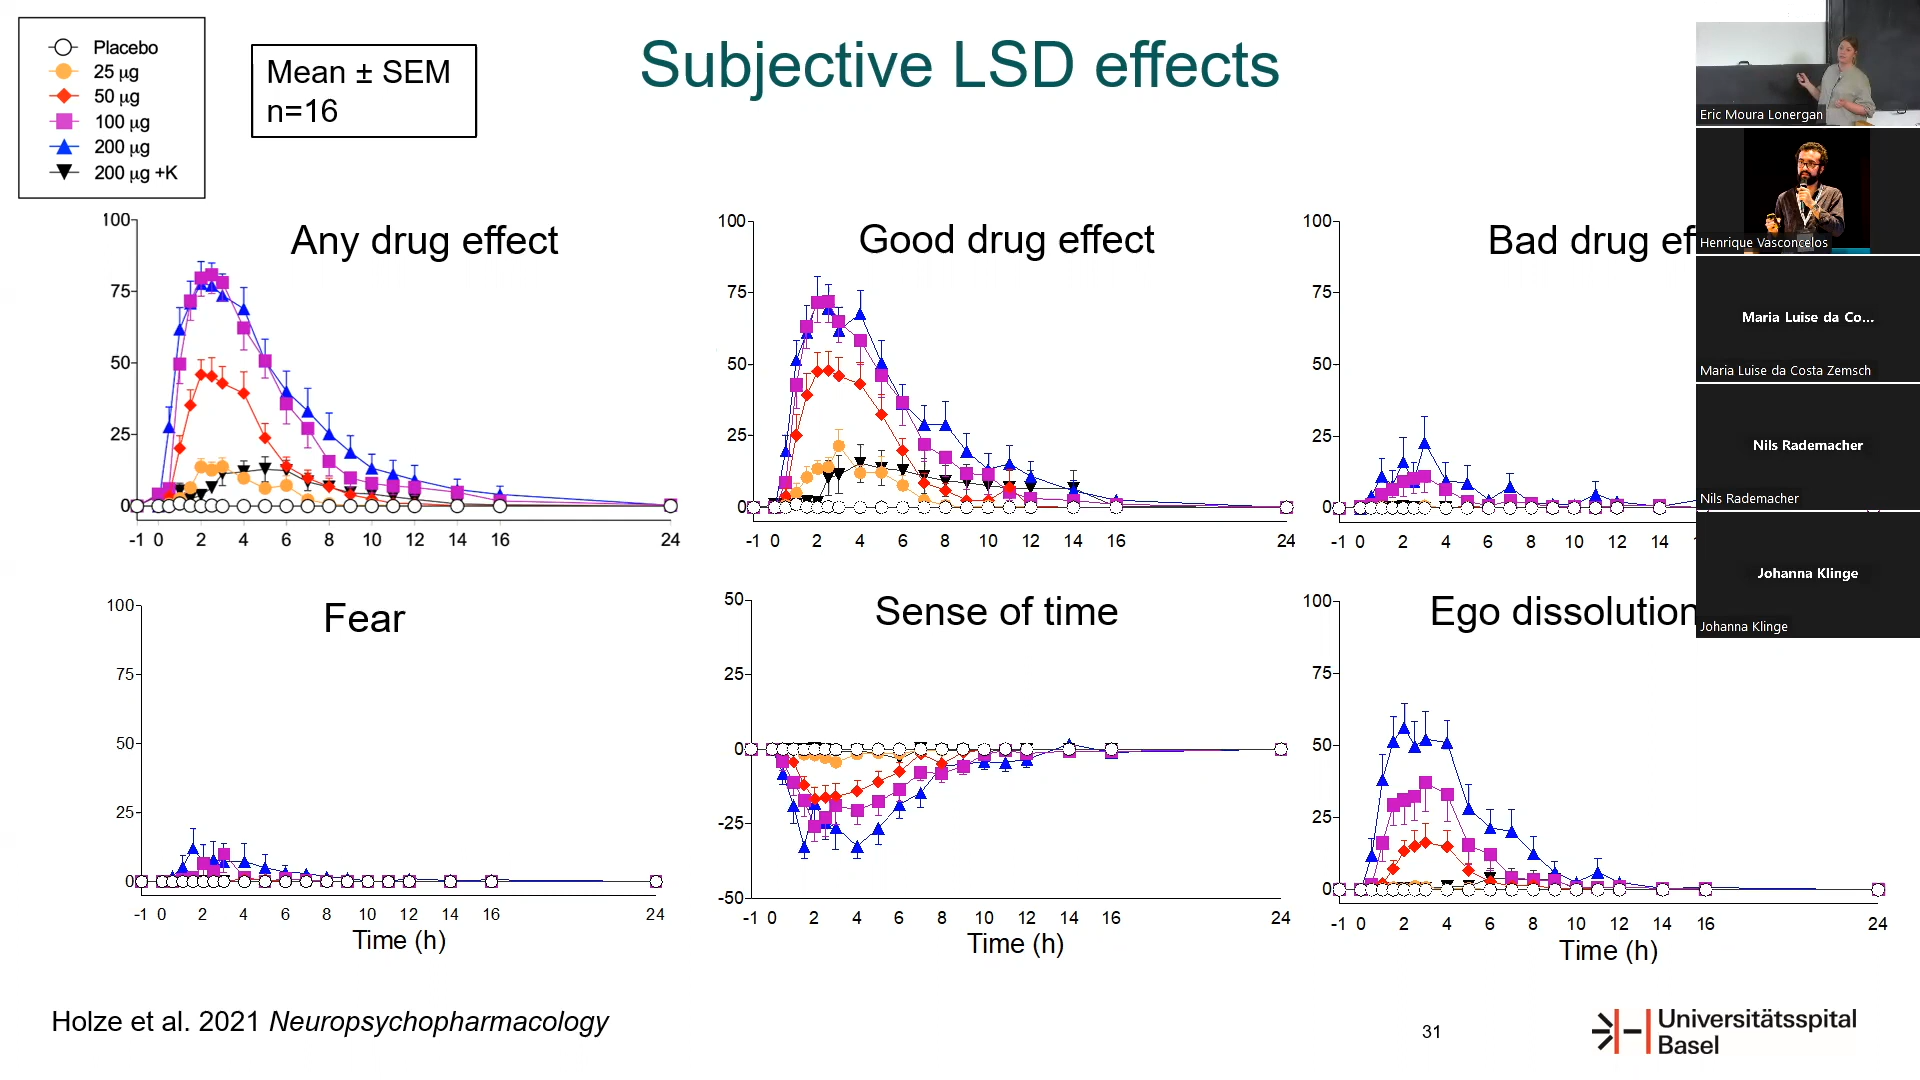 Placebo
25 µg
50 µg
100 µg
200 µg
200 µg +K
Mean ± SEM
n=16
Subjective LSD effects
Eric Moura Lonergan
Henrique Vasconcelos
Maria Luise da Co...
Maria Luise da Costa Zemsch
Nils Rademacher
Nils Rademacher
Johanna Klinge
Johanna Klinge
Any drug effect
100
75
50
25
0
-1 0 2 4 6 8 10 12 14 16 24
Good drug effect
100
75
50
25
0
-1 0 2 4 6 8 10 12 14 16 24
Bad drug ef
100
75
50
25
0
-1 0 2 4 6 8 10 12 14
Fear
100
75
50
25
0
-1 0 2 4 6 8 10 12 14 16 24
Time (h)
Sense of time
50
25
0
-25
-50
-1 0 2 4 6 8 10 12 14 16 24
Time (h)
Ego dissolution
100
75
50
25
0
-1 0 2 4 6 8 10 12 14 16 24
Time (h)
Holze et al. 2021 Neuropsychopharmacology
31
Universitätsspital
Basel